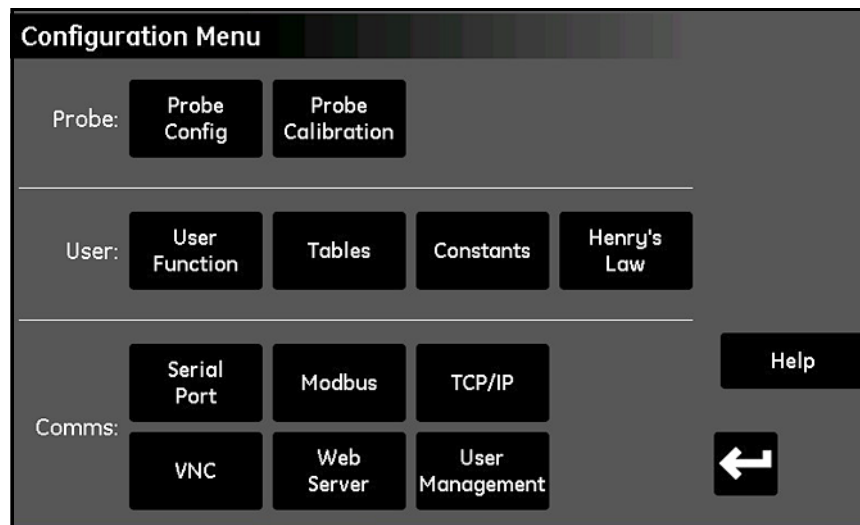 Configuration Menu
Probe:
Probe
Config
Probe
Calibration
User:
User
Function
Tables
Constants
Henry's
Law
Comms:
Serial
Port
Modbus
TCP/IP
VNC
Web
Server
User
Management
Help